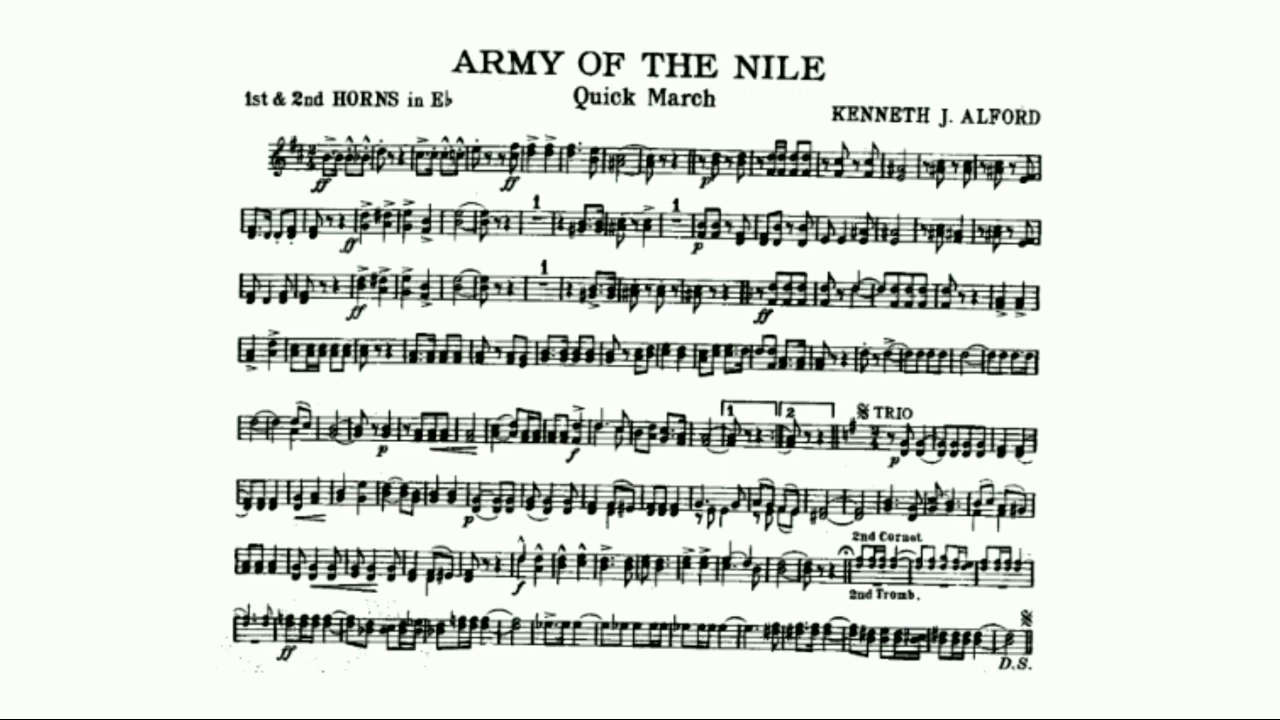 ARMY OF THE NILE
1st & 2nd HORNS in E♭
Quick March
KENNETH J. ALFORD
ff ff p
1 1
ff p
1
ff ff
1 2 TRIO
p f p
p
2nd Cornet
f
2nd Tromb.
ff
D.S.